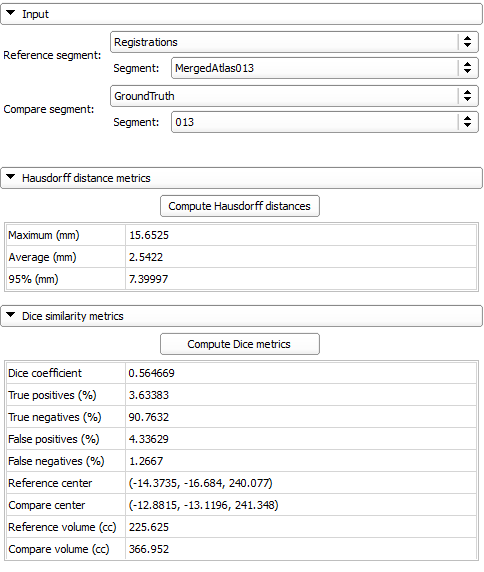 Input
Reference segment:
Registrations
Segment: MergedAtlas013
Compare segment:
GroundTruth
Segment: 013
Hausdorff distance metrics
Compute Hausdorff distances
Maximum (mm) 15.6525
Average (mm) 2.5422
95% (mm) 7.39997
Dice similarity metrics
Compute Dice metrics
Dice coefficient 0.564669
True positives (%) 3.63383
True negatives (%) 90.7632
False positives (%) 4.33629
False negatives (%) 1.2667
Reference center (-14.3735, -16.684, 240.077)
Compare center (-12.8815, -13.1196, 241.348)
Reference volume (cc) 225.625
Compare volume (cc) 366.952